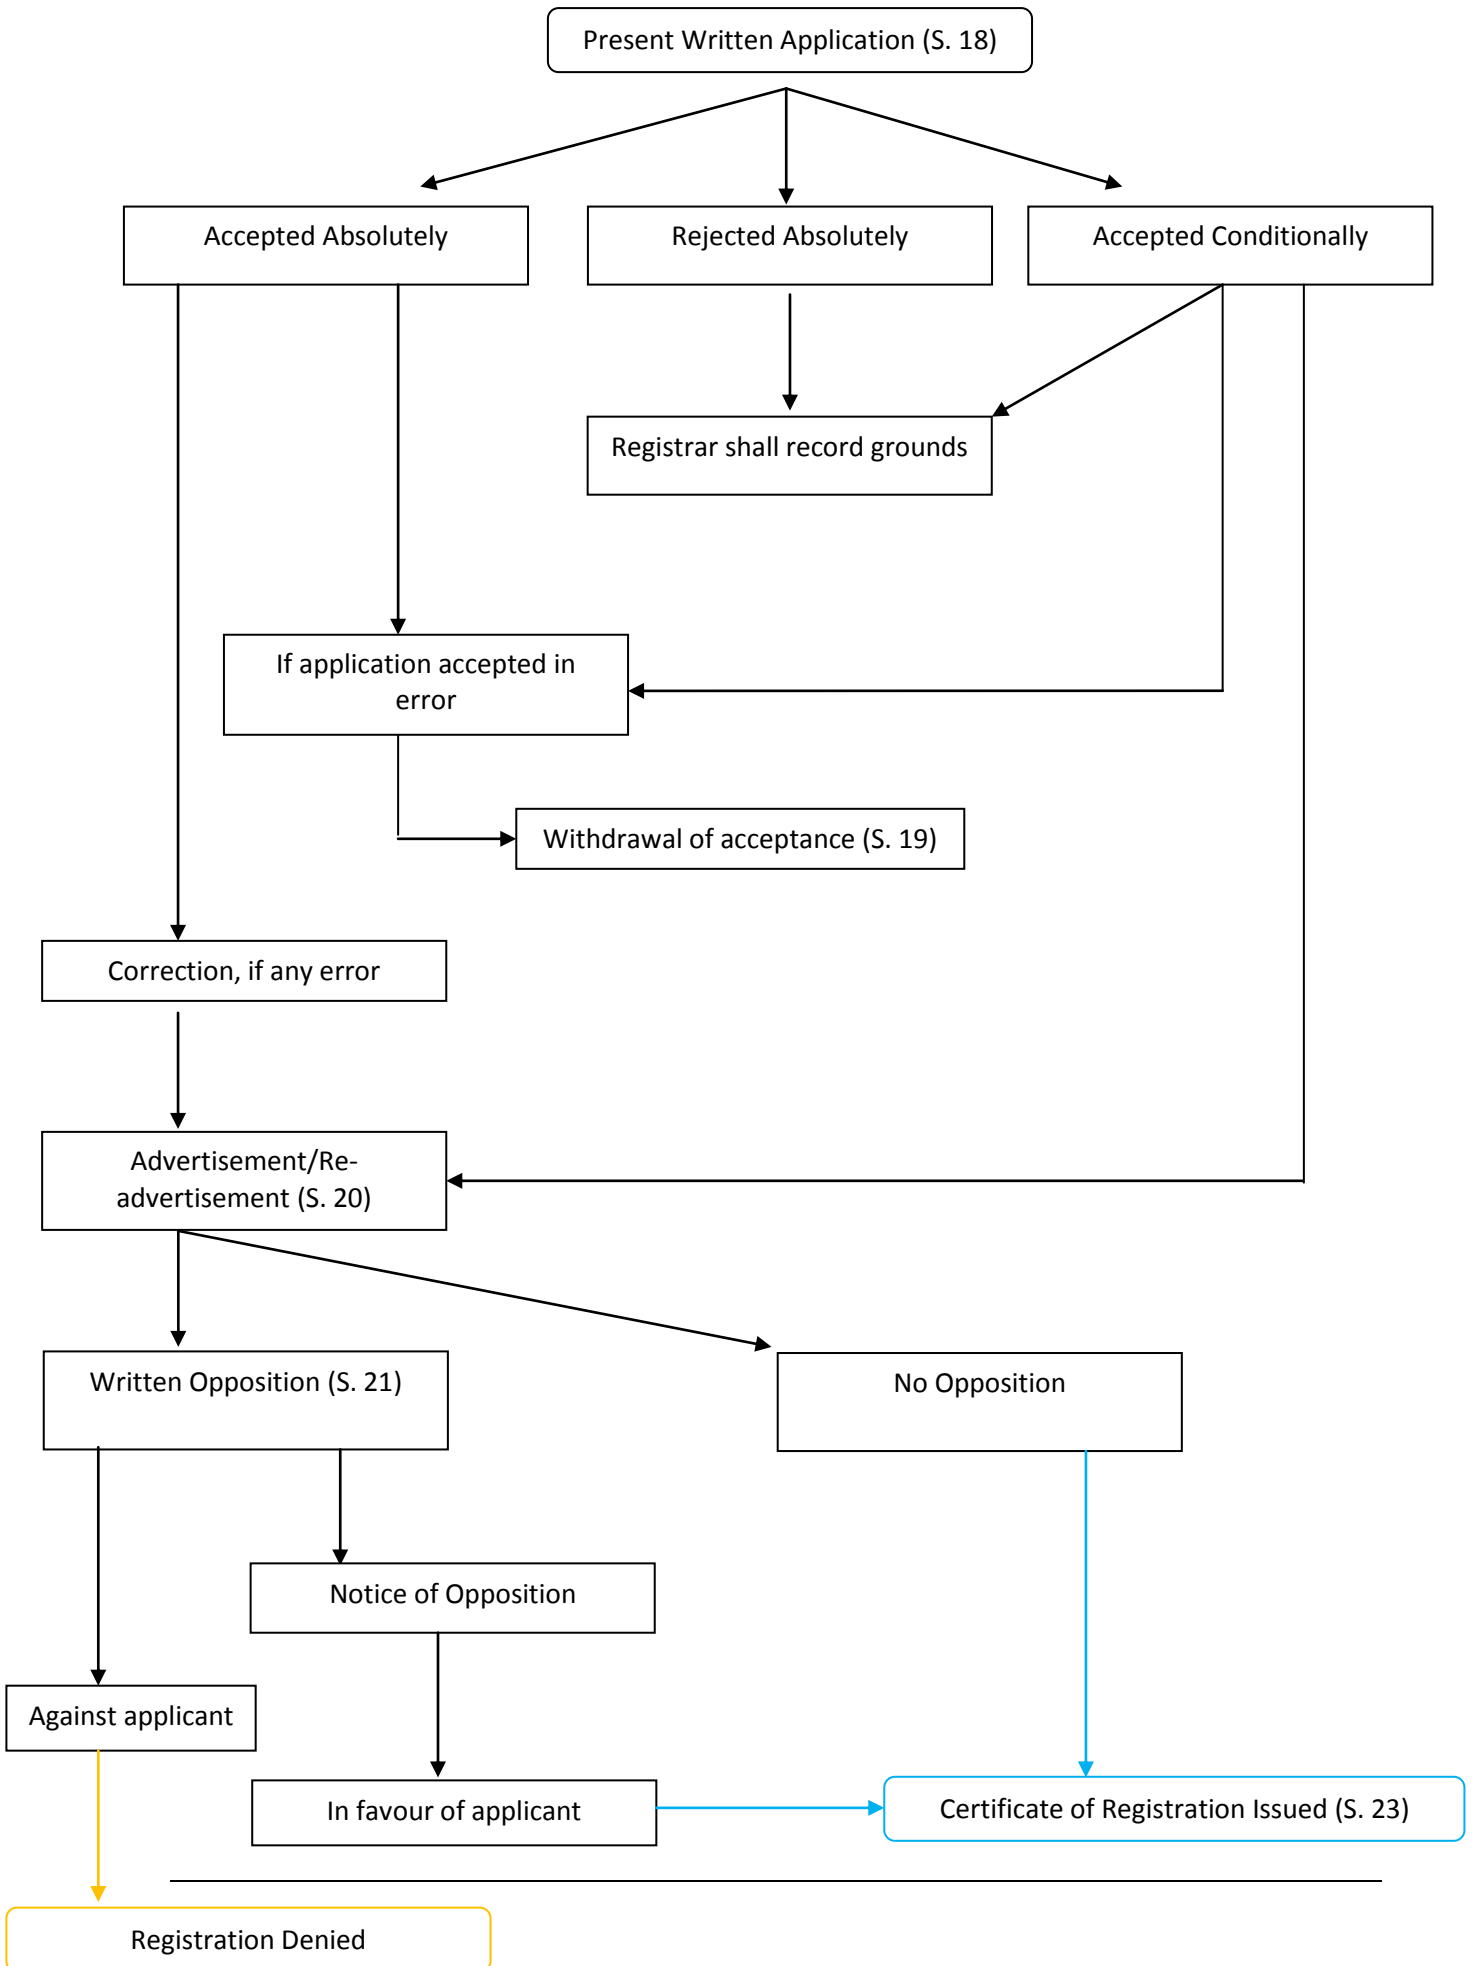 Present Written Application (S. 18)
Accepted Absolutely
Rejected Absolutely
Accepted Conditionally
Registrar shall record grounds
If application accepted in
error
Withdrawal of acceptance (S. 19)
Correction, if any error
Advertisement/Re-
advertisement (S. 20)
Written Opposition (S. 21)
No Opposition
Notice of Opposition
Against applicant
In favour of applicant
Certificate of Registration Issued (S. 23)
Registration Denied